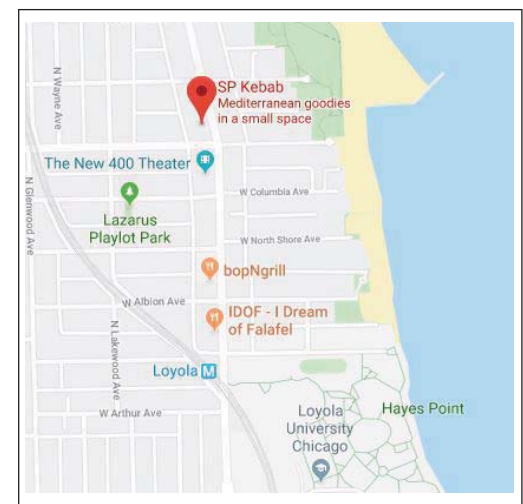 N Wayne Ave
SP Kebab
Mediterranean goodies
in a small space
The New 400 Theater
N Glenwood Ave
W Columbia Ave
Lazarus
Playlot Park
W North Shore Ave
bopNgrill
W Albion Ave
IDOF - I Dream
of Falafel
N Lakewood Ave
Loyola M
W Arthur Ave
Loyola
University
Chicago
Hayes Point